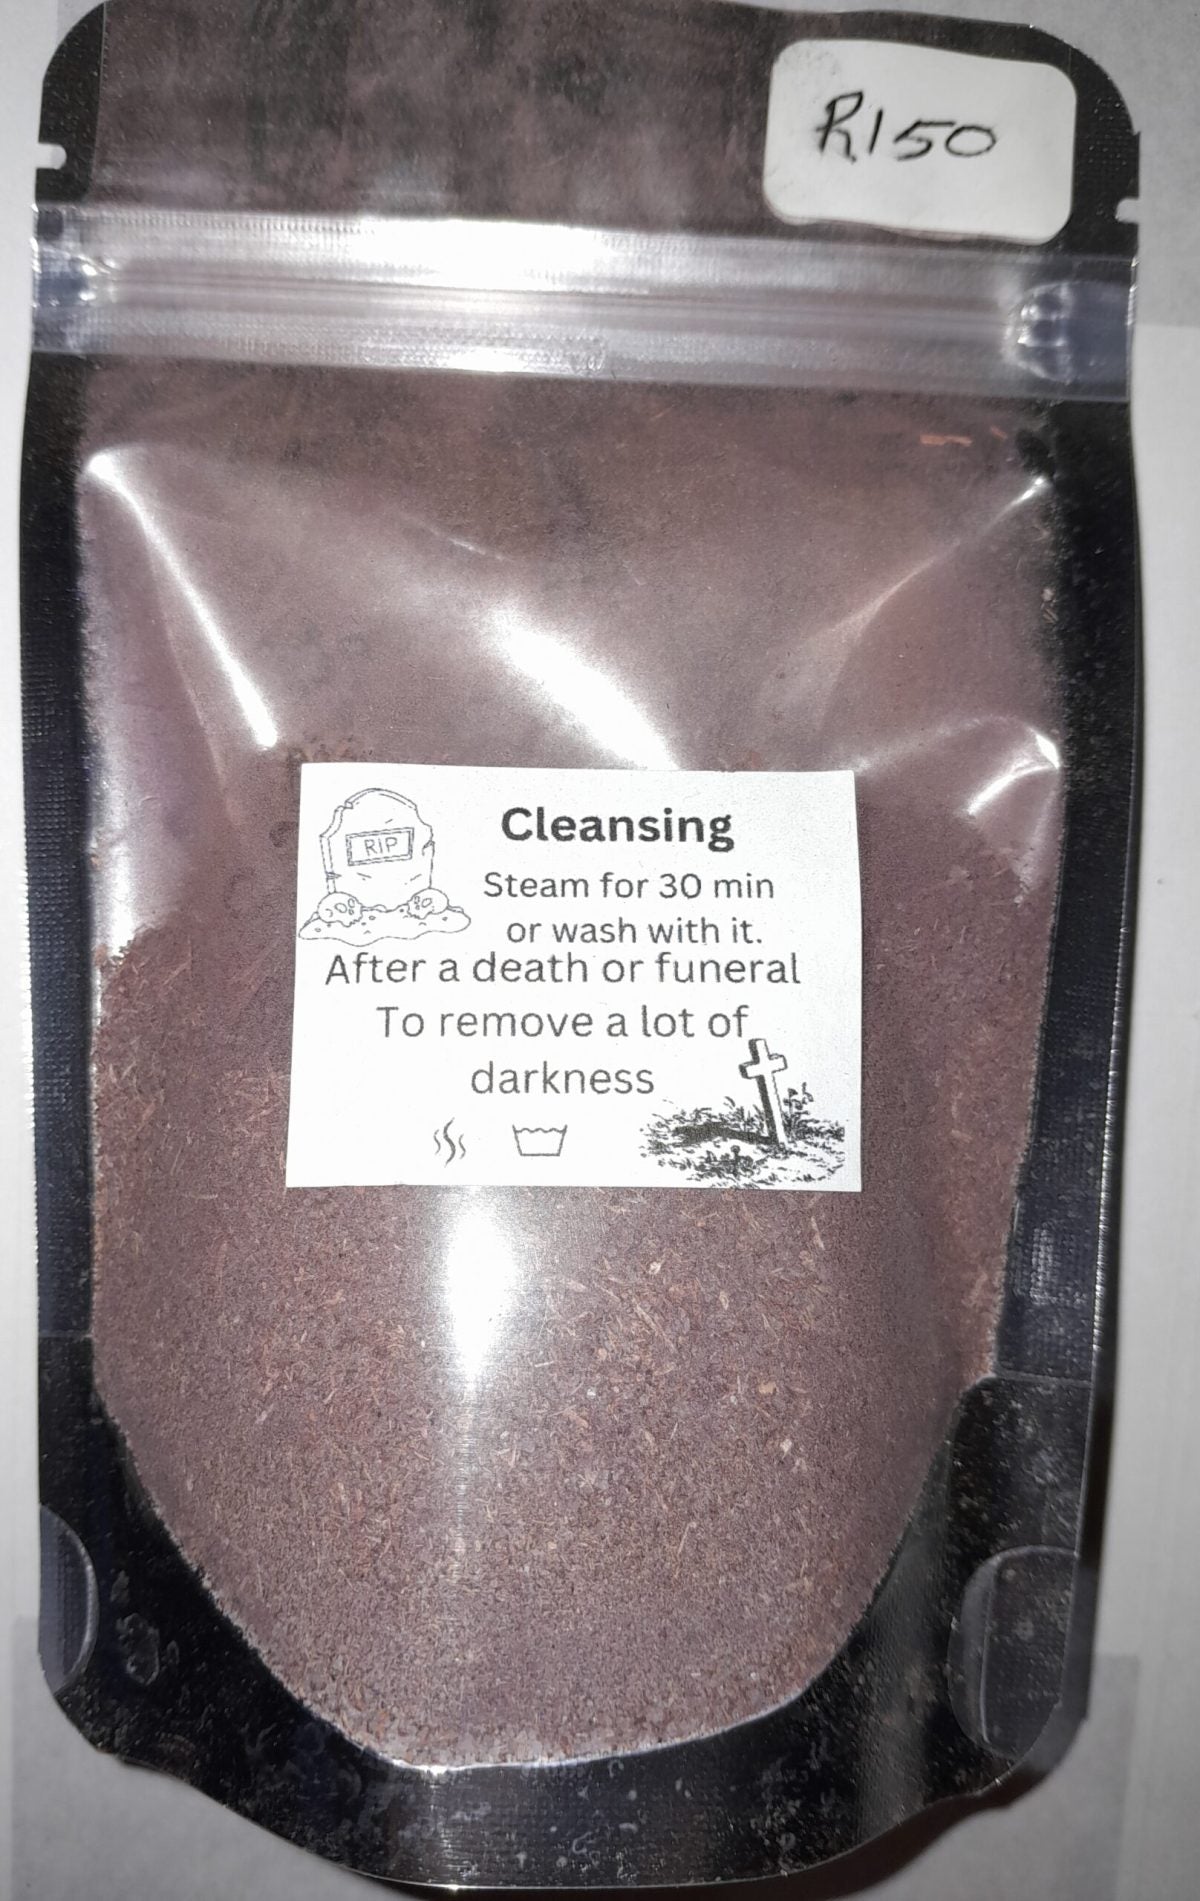 R150
RIP
Cleansing
Steam for 30 min
or wash with it.
After a death or funeral
To remove a lot of
darkness